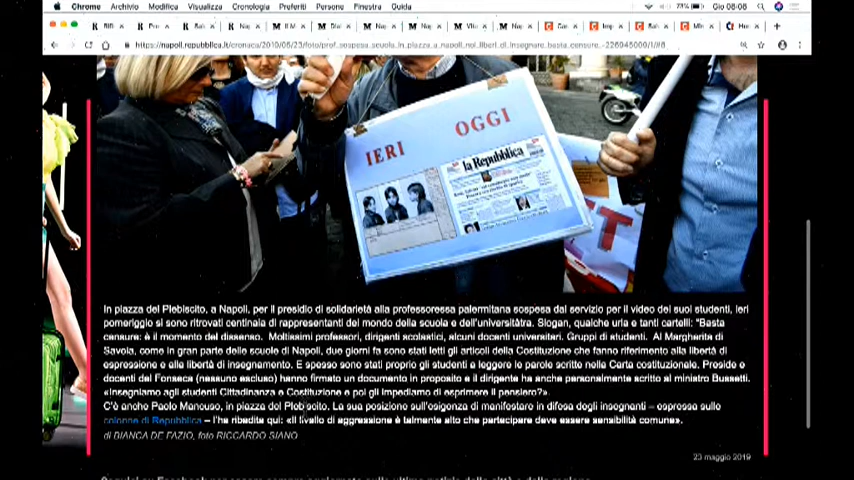 Chrome Archivio Modifica Visualizza Cronologia Preferiti Persone Finestra Guida 73% Gio 08:08
https://napoli.repubblica.it/cronaca/2019/05/23/foto/prof_sospesa_scuola_in_piazza_a_napoli_noi_liberi_di_insegnare_basta_censure_-226945000/1/#6
IERI OGGI
la Repubblica
In piazza del Plebiscito, a Napoli, per il presidio di solidarietà alla professoressa palermitana sospesa dal servizio per il video dei suoi studenti, ieri
pomeriggio si sono ritrovati centinaia di rappresentanti del mondo della scuola e dell'universitàtra. Slogan, qualche urla e tanti cartelli: "Basta
censure: è il momento del dissenso. Moltissimi professori, dirigenti scolastici, alcuni docenti universitari. Gruppi di studenti. Al Margherita di
Savoia, come in gran parte delle scuole di Napoli, due giorni fa sono stati letti gli articoli della Costituzione che fanno riferimento alla libertà di
espressione e alla libertà di insegnamento. E spesso sono stati proprio gli studenti a leggere le parole scritte nella Carta costituzionale. Preside e
docenti del Fonseca (nessuno escluso) hanno firmato un documento in proposito e il dirigente ha anche personalmente scritto al ministro Bussetti.
«Insegniamo agli studenti Cittadinanza e Costituzione e poi gli impediamo di esprimere il pensiero?».
C'è anche Paolo Mancuso, in piazza del Plebiscito. La sua posizione sull'esigenza di manifestare in difesa degli insegnanti – espressa sulle
colonne di Repubblica – l'ha ribadita qui: «Il livello di aggressione è talmente alto che partecipare deve essere sensibilità comune».
di BIANCA DE FAZIO, foto RICCARDO SIANO
23 maggio 2019